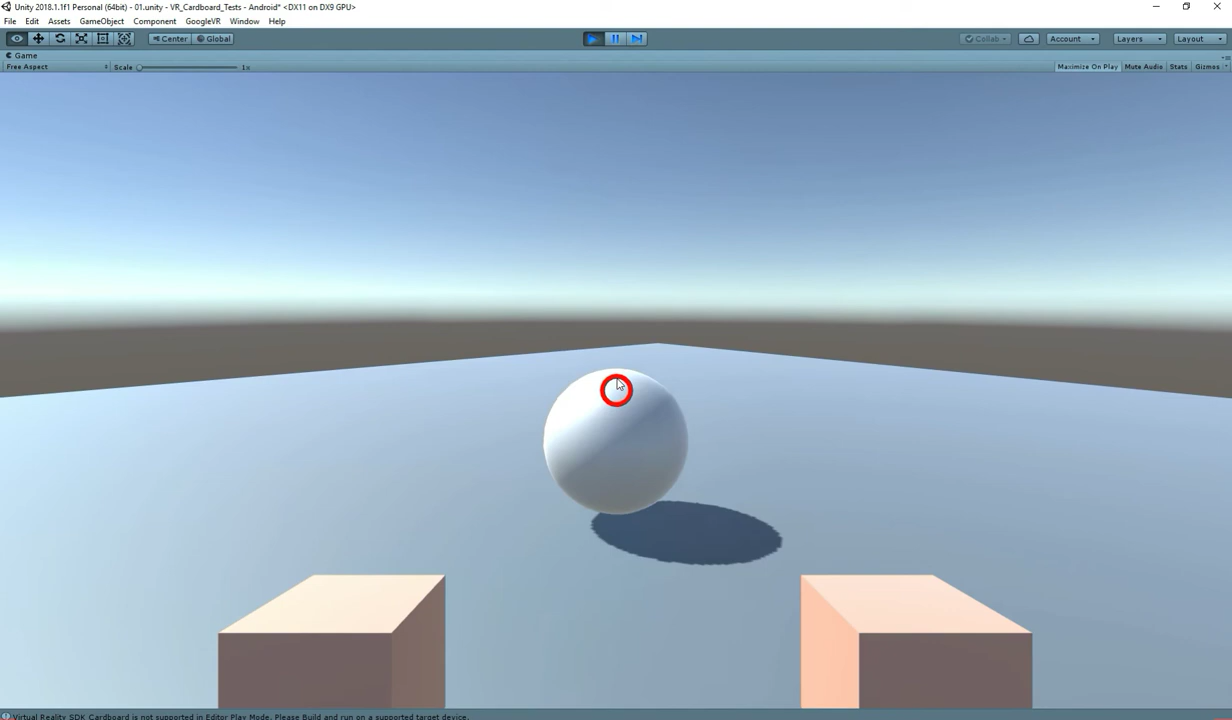 Unity 2018.1.1f1 Personal (64bit) - 01.unity - VR_Cardboard_Tests - Android* <DX11 on DX9 GPU>
File Edit Assets GameObject Component GoogleVR Window Help
Center Global Collab Account Layers Layout
Game
Free Aspect Scale 1x Maximize On Play Mute Audio Stats Gizmos
Virtual Reality SDK Cardboard is not supported in Editor Play Mode. Please Build and run on a supported target device.